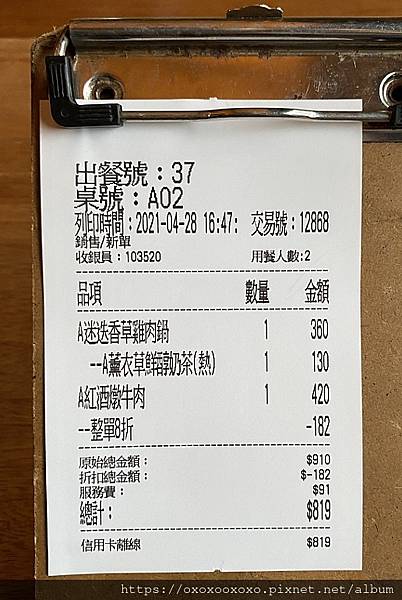 出餐號：37
桌號：A02
列印時間：2021-04-28 16:47: 交易號：12868
銷售/新單
收銀員：103520 用餐人數:2
品項 數量 金額
A迷迭香草雞肉鍋 1 360
--A薰衣草鮮奶茶(熱) 1 130
A紅酒燉牛肉 1 420
--整單8折 -182
原始總金額： $910
折扣總金額： $-182
服務費： $91
總計： $819
信用卡離線 $819
https://oxoxooxoxo.pixnet.net/album